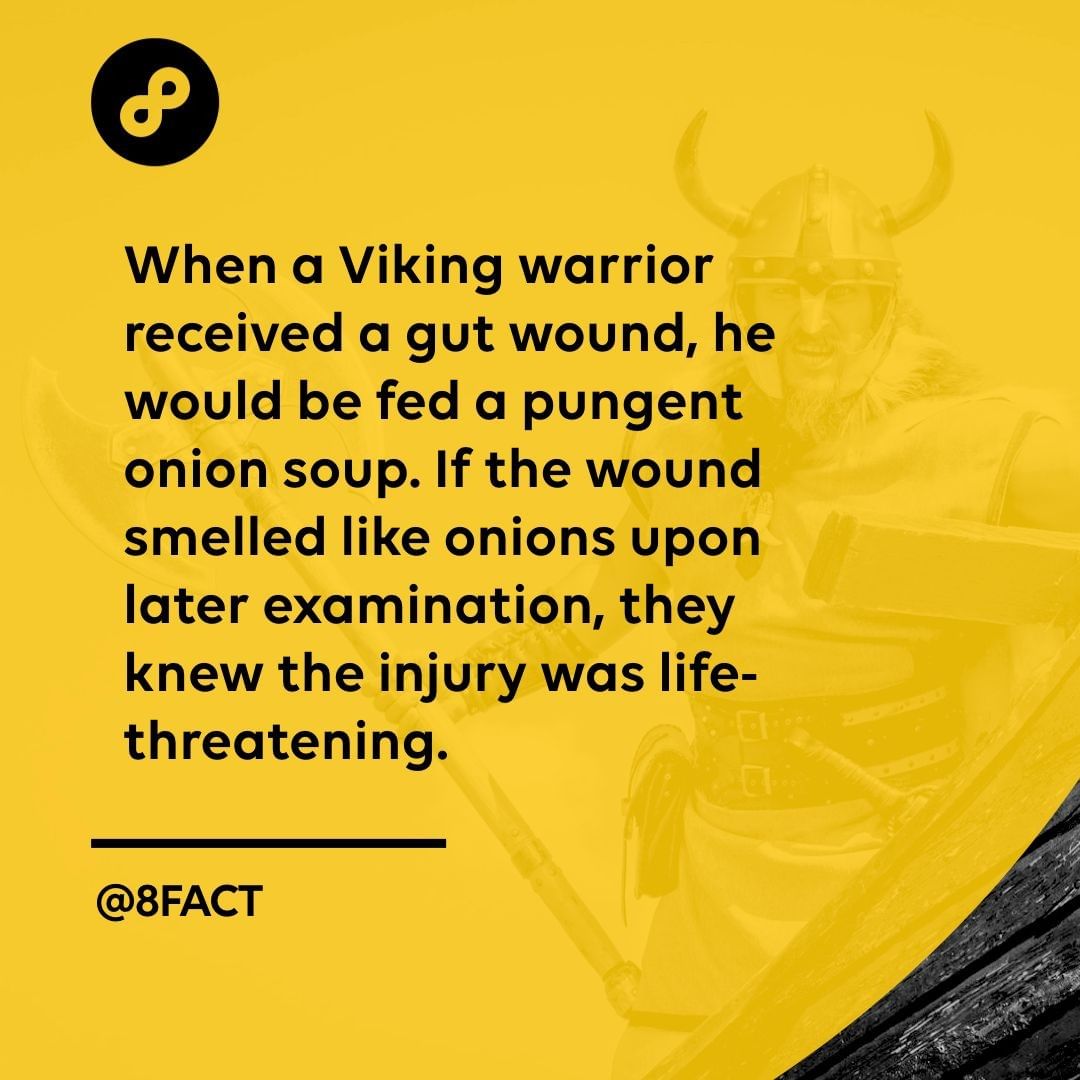 When a Viking warrior
received a gut wound, he
would be fed a pungent
onion soup. If the wound
smelled like onions upon
later examination, they
knew the injury was life-
threatening.
@8FACT